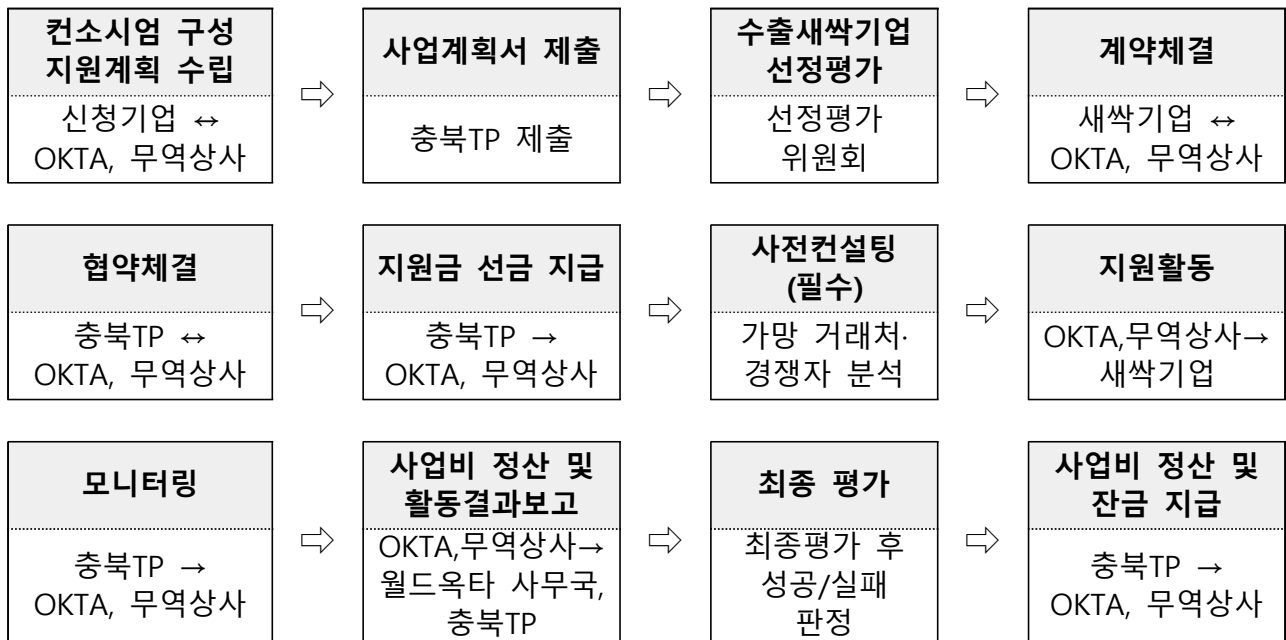 컨소시엄 구성
지원계획 수립
신청기업 ↔
OKTA, 무역상사
⇨
사업계획서 제출
충북TP 제출
⇨
수출새싹기업
선정평가
선정평가
위원회
⇨
계약체결
새싹기업 ↔
OKTA, 무역상사
협약체결
충북TP ↔
OKTA, 무역상사
⇨
지원금 선금 지급
충북TP →
OKTA, 무역상사
⇨
사전컨설팅
(필수)
가망 거래처·
경쟁자 분석
⇨
지원활동
OKTA,무역상사→
새싹기업
모니터링
충북TP →
OKTA, 무역상사
⇨
사업비 정산 및
활동결과보고
OKTA,무역상사→
월드옥타 사무국,
충북TP
⇨
최종 평가
최종평가 후
성공/실패
판정
⇨
사업비 정산 및
잔금 지급
충북TP →
OKTA, 무역상사